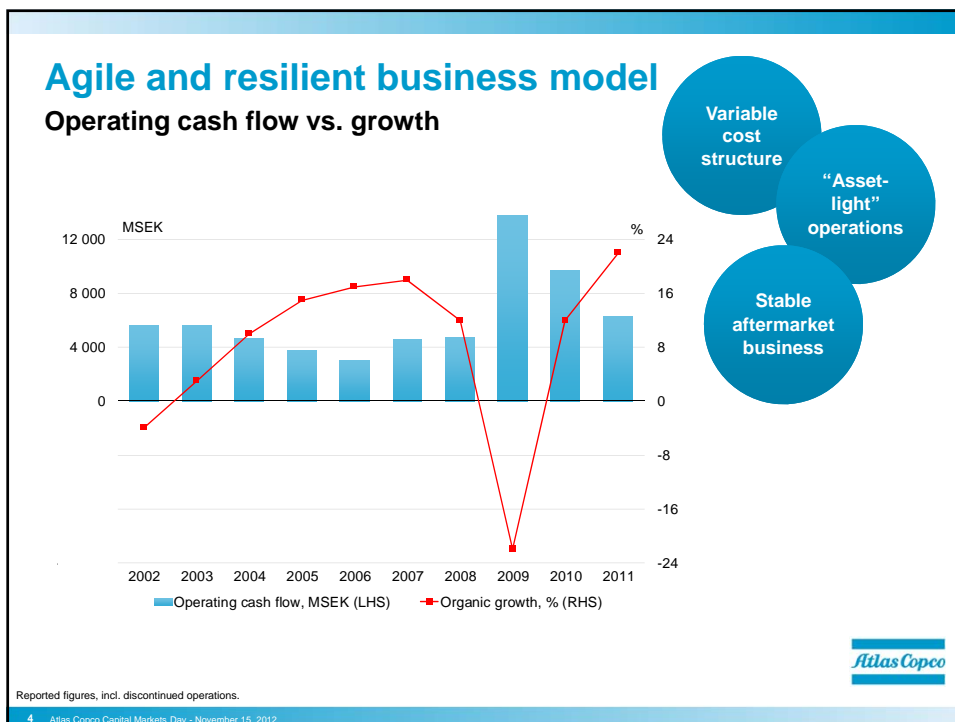 Agile and resilient business model
Operating cash flow vs. growth
Variable
cost
structure
“Asset-
light”
operations
Stable
aftermarket
business
MSEK
%
12 000
8 000
4 000
0
24
16
8
0
-8
-16
-24
2002 2003 2004 2005 2006 2007 2008 2009 2010 2011
Operating cash flow, MSEK (LHS) Organic growth, % (RHS)
Atlas Copco
Reported figures, incl. discontinued operations.
4 Atlas Copco Capital Markets Day - November 15, 2012